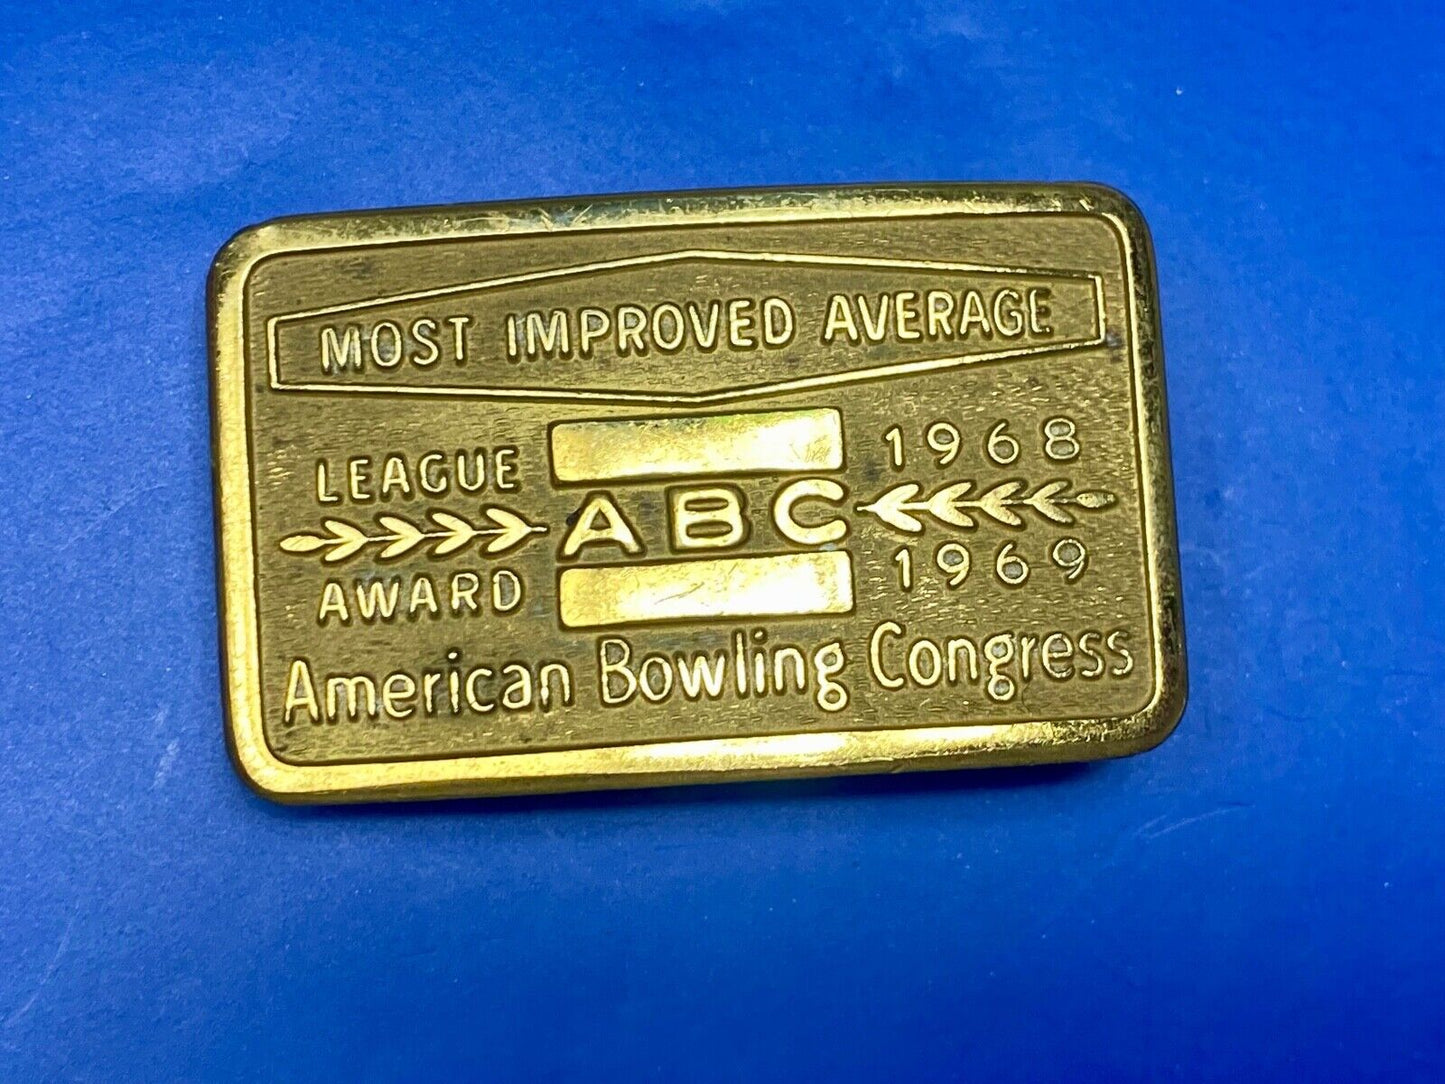 MOST IMPROVED AVERAGE
LEAGUE
AWARD
ABC
1968
1969
American Bowling Congress